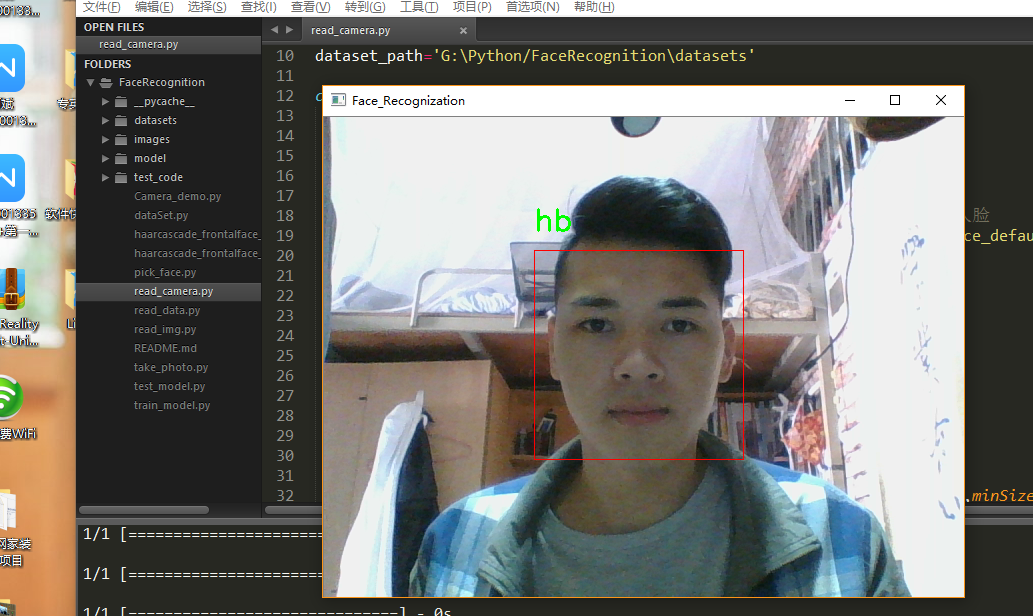 文件(F) 编辑(E) 选择(S) 查找(I) 查看(V) 转到(G) 工具(T) 项目(P) 首选项(N) 帮助(H)
OPEN FILES
read_camera.py
FOLDERS
FaceRecognition
__pycache__
datasets
images
model
test_code
Camera_demo.py
dataSet.py
haarcascade_frontalface_
haarcascade_frontalface_
pick_face.py
read_camera.py
read_data.py
read_img.py
README.md
take_photo.py
test_model.py
train_model.py
read_camera.py ×
10 dataset_path='G:\Python/FaceRecognition\datasets'
11
12
13
14
15
16
17
18 人脸
19 ce_defau
20
21
22
23
24
25
26
27
28
29
30
31
32 .minSize
Face_Recognization
hb
1/1 [=======================
1/1 [=======================
1/1 [==============================] - 0s
Reality
t·Uni...
费WiFi
网家装
项目